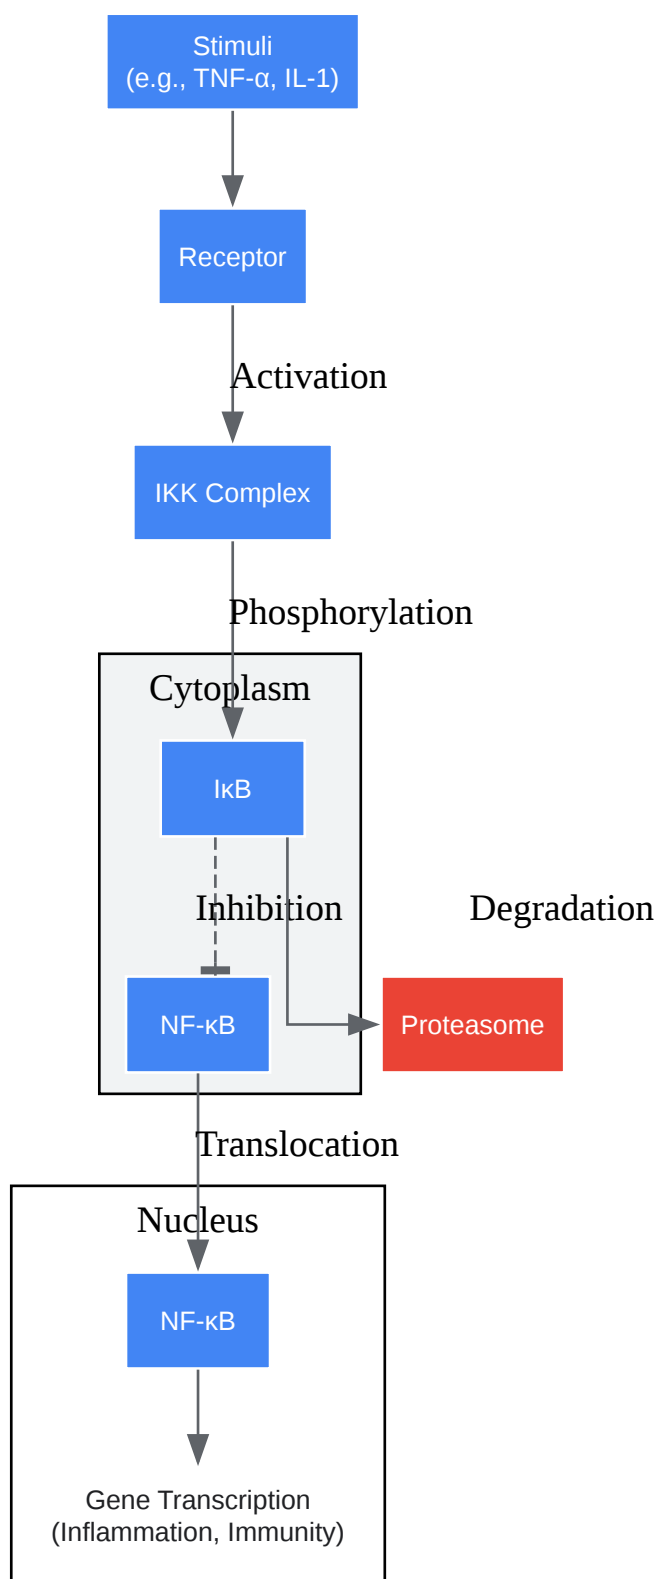 Stimuli
(e.g., TNF-α, IL-1)
Receptor
Activation
IKK Complex
Phosphorylation
Cytoplasm
IκB
Inhibition
Degradation
NF-κB
Proteasome
Translocation
Nucleus
NF-κB
Gene Transcription
(Inflammation, Immunity)